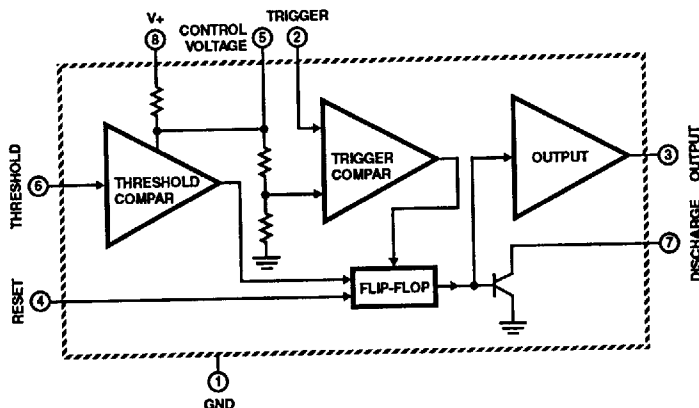 V+
8
CONTROL
VOLTAGE
5
TRIGGER
2
THRESHOLD
6
THRESHOLD
COMPAR
TRIGGER
COMPAR
OUTPUT
3
OUTPUT
7
DISCHARGE
RESET
4
FLIP-FLOP
1
GND